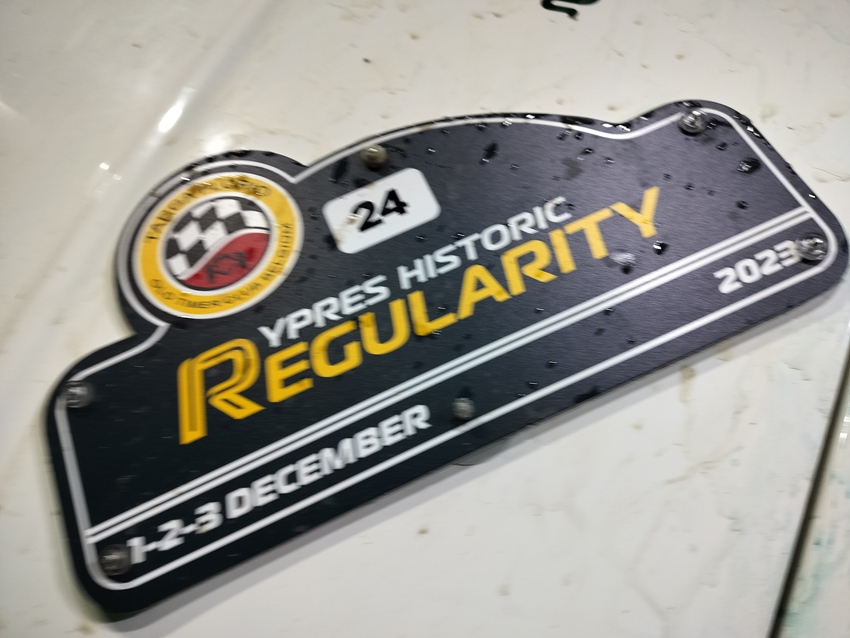 24
YPRES HISTORIC
REGULARITY
2023
1-2-3 DECEMBER